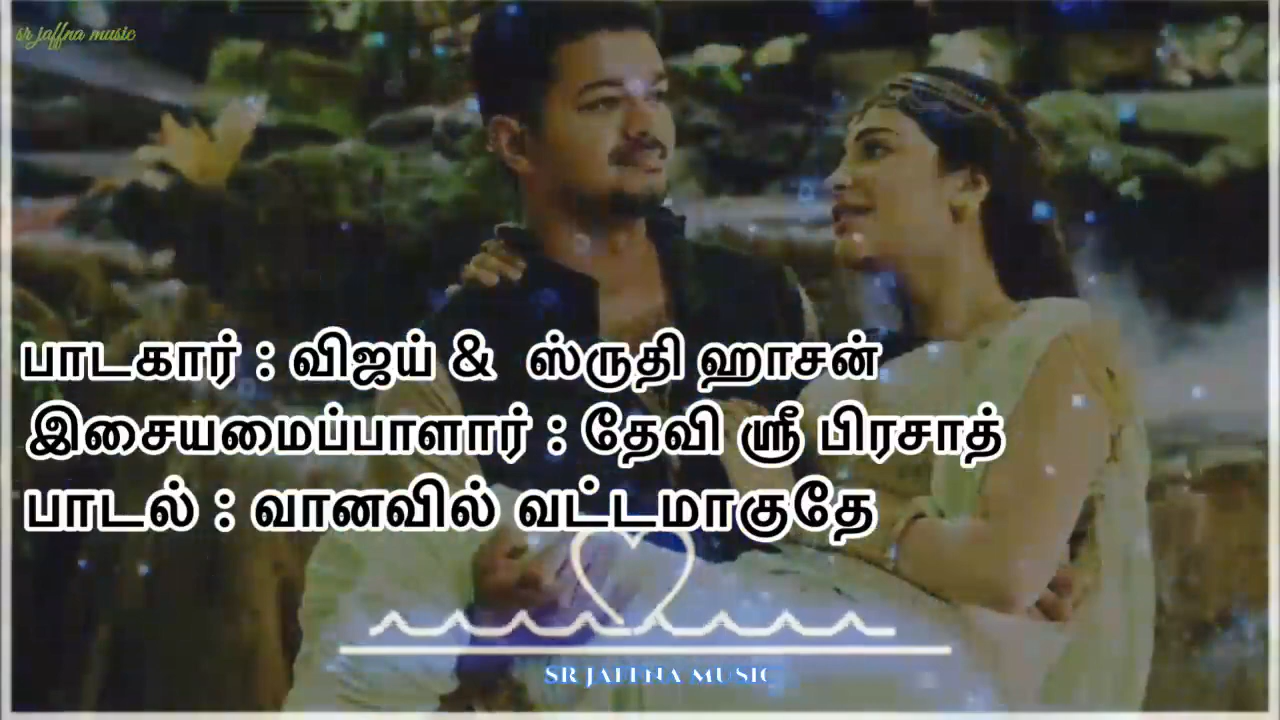 sr jaffna music
பாடகார் : விஜய் & ஸ்ருதி ஹாசன்
இசையமைப்பாளார் : தேவி ஸ்ரீ பிரசாத்
பாடல் : வானவில் வட்டமாகுதே
SR JAFFNA MUSIC